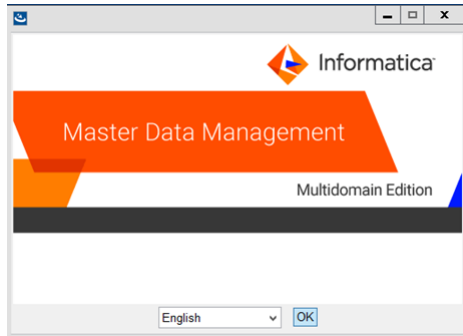 Informatica
Master Data Management
Multidomain Edition
English
OK